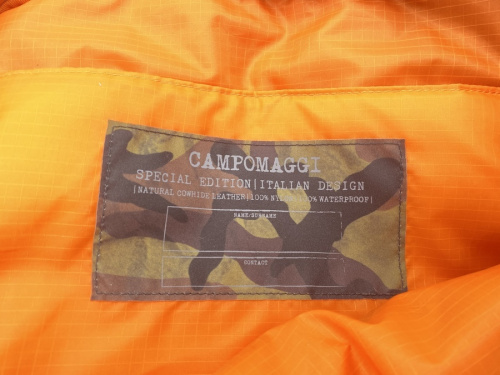 CAMPOMAGGI
SPECIAL EDITION|ITALIAN DESIGN
|NATURAL COWHIDE LEATHER|100% WATERPROOF|
NAME/SURNAME
CONTACT